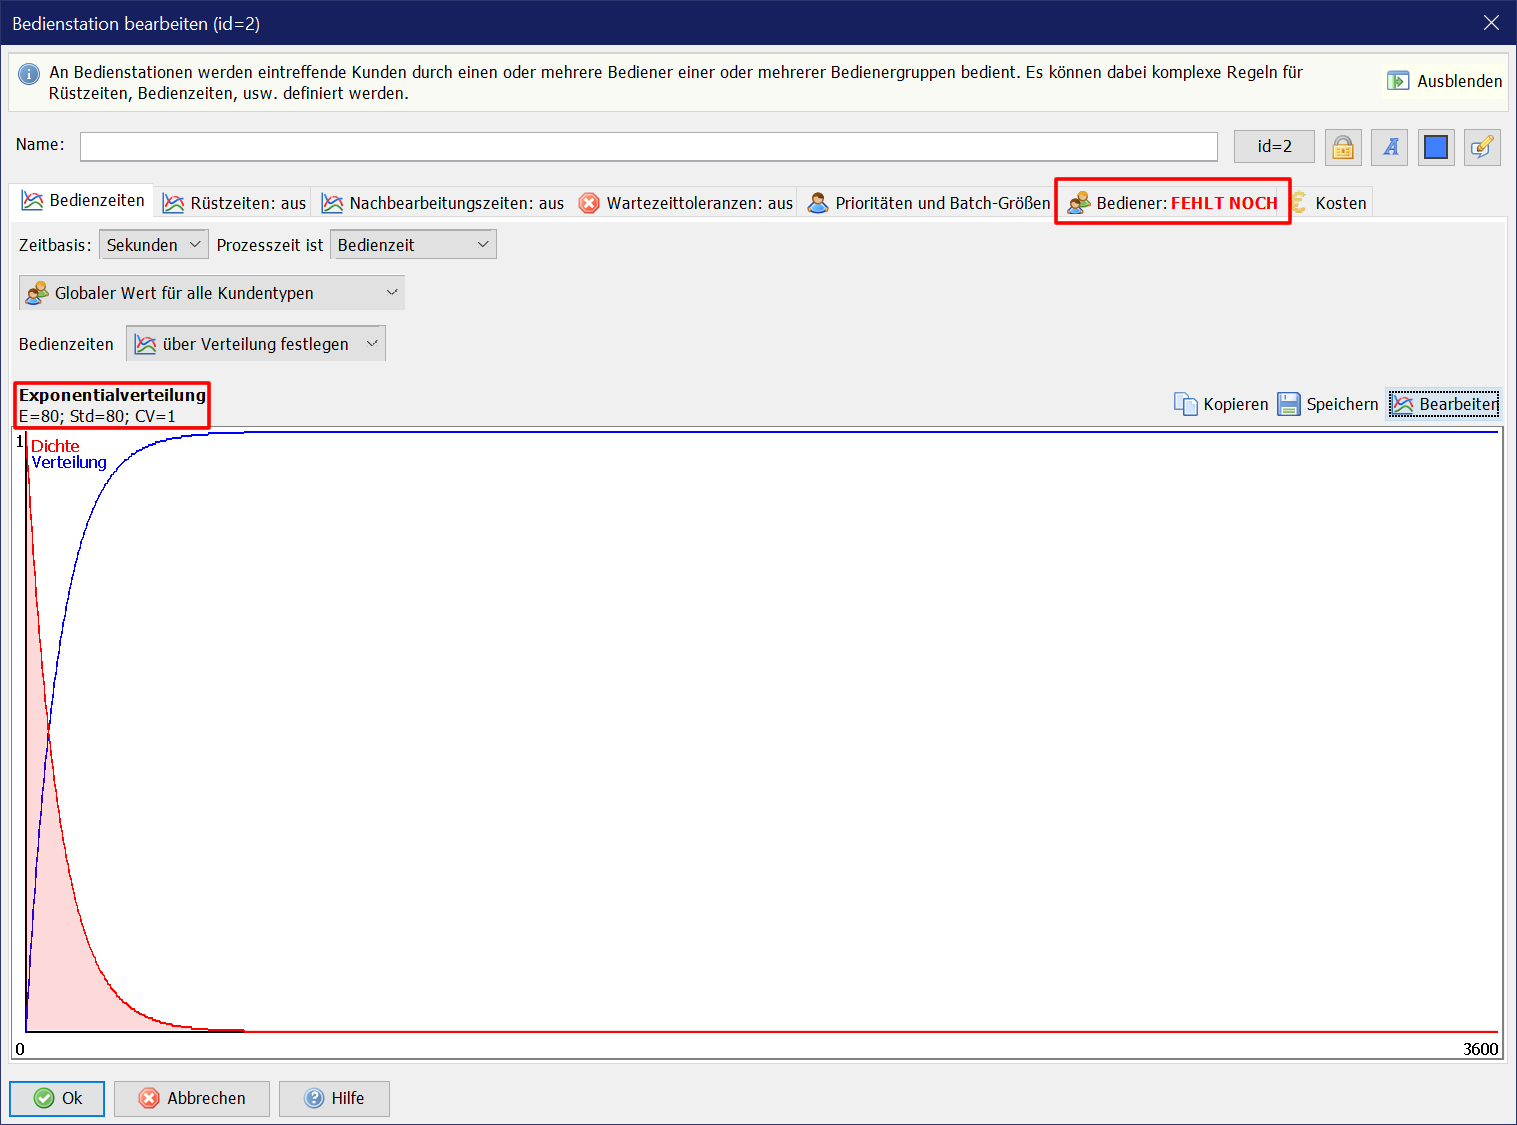 Bedienstation bearbeiten (id=2)
An Bedienstationen werden eintreffende Kunden durch einen oder mehrere Bediener einer oder mehrerer Bedienergruppen bedient. Es können dabei komplexe Regeln für
Rüstzeiten, Bedienzeiten, usw. definiert werden.
Ausblenden
Name:
id=2
A
Bedienzeiten
Rüstzeiten: aus
Nachbearbeitungszeiten: aus
Wartezeittoleranzen: aus
Prioritäten und Batch-Größen
Bediener: FEHLT NOCH
€ Kosten
Zeitbasis: Sekunden Prozesszeit ist Bedienzeit
Globaler Wert für alle Kundentypen
Bedienzeiten über Verteilung festlegen
Exponentialverteilung
E=80; Std=80; CV=1
Kopieren Speichern Bearbeiten
1
Dichte
Verteilung
0 3600
Ok Abbrechen Hilfe